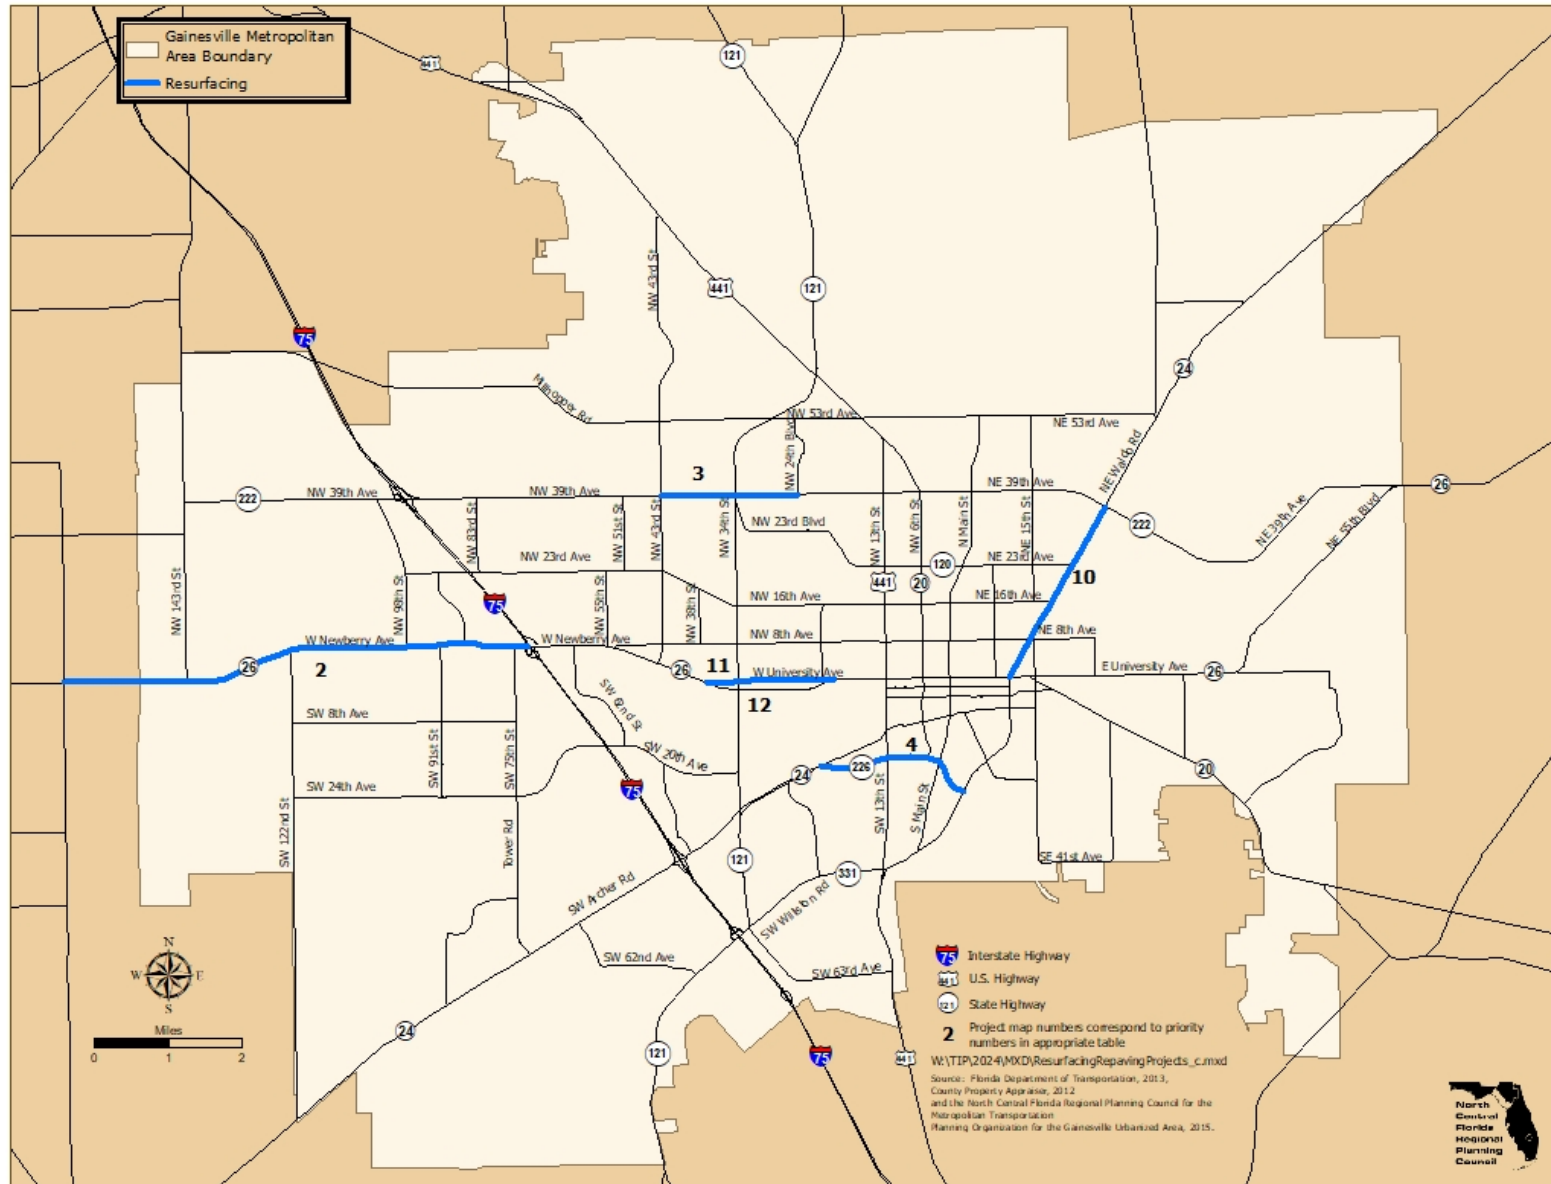 Gainesville Metropolitan
Area Boundary
Resurfacing
441
121
NW 43rd St
441
121
75
24
Millhopper Rd
NW 53rd Ave
NE 53rd Ave
NW 24th Blvd
NE Waldo Rd
3
222
NW 39th Ave
NW 39th Ave
NE 39th Ave
26
222
NE 39th Ave
NE 55th Blvd
NW 83rd St
NW 51st St
NW 43rd St
NW 34th St
NW 23rd Blvd
NW 13th St
NW 6th St
N Main St
NE 15th St
NW 23rd Ave
NE 23rd Ave
120
10
NW 143rd St
NW 98th St
75
NW 55th St
NW 38th St
441
20
NW 16th Ave
NE 16th Ave
W Newberry Ave
W Newberry Ave
NW 8th Ave
NE 8th Ave
26
2
26
11
W University Ave
E University Ave
26
12
SW 62nd St
SW 8th Ave
SW 91st St
SW 75th St
SW 20th Ave
4
226
24
20
SW 24th Ave
75
SW 13th St
S Main St
SW 122nd St
Tower Rd
121
331
SE 41st Ave
SW Archer Rd
SW Williston Rd
SW 62nd Ave
SW 63rd Ave
24
121
75
441
N
W
E
S
Miles
0
1
2
75 Interstate Highway
441 U.S. Highway
121 State Highway
2 Project map numbers correspond to priority
numbers in appropriate table
W:\TIP\2024\MXD\ResurfacingRepavingProjects_c.mxd
Source: Florida Department of Transportation, 2013,
County Property Appraiser, 2012
and the North Central Florida Regional Planning Council for the
Metropolitan Transportation
Planning Organization for the Gainesville Urbanized Area, 2015.
North
Central
Florida
Regional
Planning
Council